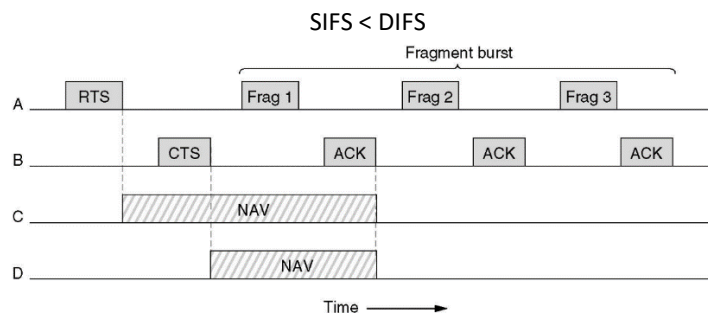 SIFS < DIFS
Fragment burst
A RTS Frag 1 Frag 2 Frag 3
B CTS ACK ACK ACK
C NAV
D NAV
Time